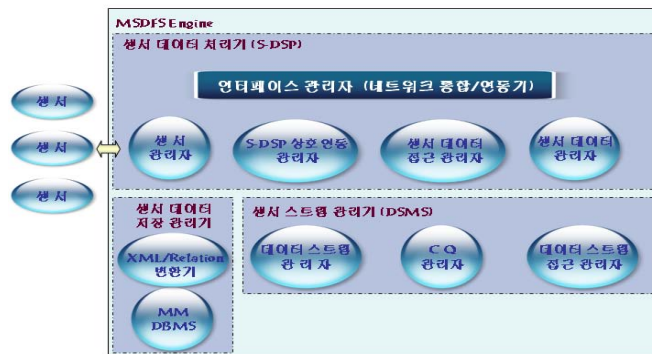 MSDFS Engine
센서 데이터 처리기 (S-DSP)
인터페이스 관리자 (네트워크 통합/연동기)
센서
센서
센서
센서
관리자
S-DSP 상호 연동
관리자
센서 데이터
접근 관리자
센서 데이터
관리자
센서 데이터
저장 관리기
XML/Relation
변환기
MM
DBMS
센서 스트림 관리기 (DSMS)
데이터 스트림
관 리 자
C Q
관리자
데이터 스트림
접근 관리자